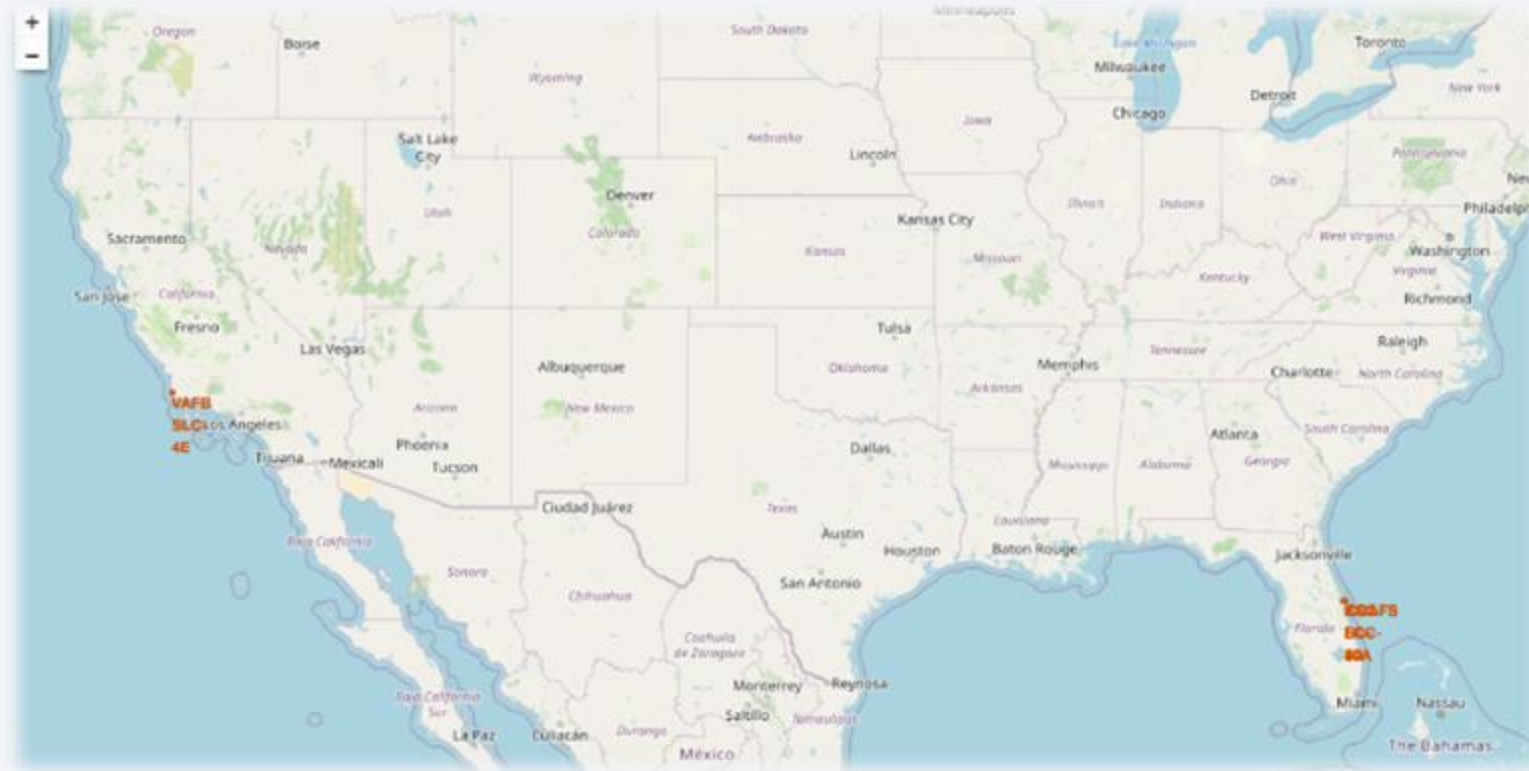 +
−
Oregon
Boise
Wyoming
South Dakota
Minneapolis
Lake Michigan
Milwaukee
Chicago
Detroit
Toronto
New York
Salt Lake
City
Utah
Nebraska
Iowa
Lincoln
Denver
Colorado
Kansas
Kansas City
Missouri
Illinois
Indiana
Ohio
Pennsylvania
Philadelp
West Virginia
Washington
Virginia
Richmond
Kentucky
Sacramento
Nevada
San Jose
California
Fresno
Las Vegas
Albuquerque
New Mexico
Arizona
Phoenix
Tucson
Tulsa
Oklahoma
Arkansas
Memphis
Tennessee
Raleigh
Charlotte
North Carolina
South Carolina
Atlanta
Georgia
Alabama
Mississippi
VAFB
SLC-
4E
Los Angeles
Tijuana
Mexicali
Ciudad Juárez
Dallas
Texas
Austin
Houston
San Antonio
Louisiana
Baton Rouge
Jacksonville
Florida
Miami
Nassau
The Bahamas
Baja California
Sonora
Chihuahua
Coahuila
de Zaragoza
Monterrey
Reynosa
Saltillo
Tamaulipas
Durango
México
Baja California
Sur
La Paz
Culiacán